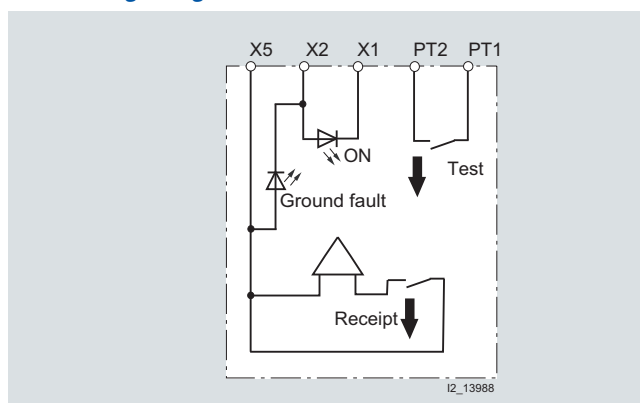 X5 X2 X1 PT2 PT1
ON
Test
Ground fault
Receipt
I2_13988